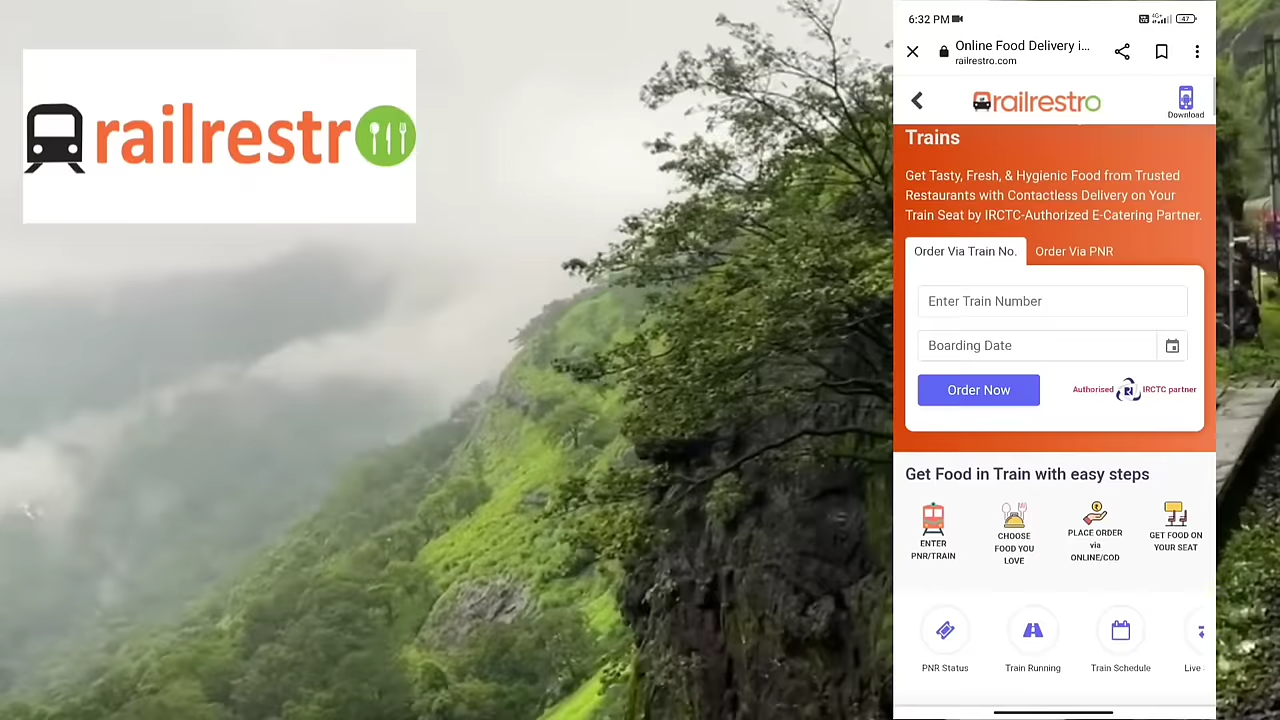 railrestro
6:32 PM
4G+
47
Online Food Delivery i...
railrestro.com
railrestro
Download
Trains
Get Tasty, Fresh, & Hygienic Food from Trusted
Restaurants with Contactless Delivery on Your
Train Seat by IRCTC-Authorized E-Catering Partner.
Order Via Train No.
Order Via PNR
Enter Train Number
Boarding Date
Order Now
Authorised
IRCTC partner
Get Food in Train with easy steps
ENTER
PNR/TRAIN
CHOOSE
FOOD YOU
LOVE
PLACE ORDER
via
ONLINE/COD
GET FOOD ON
YOUR SEAT
PNR Status
Train Running
Train Schedule
Live